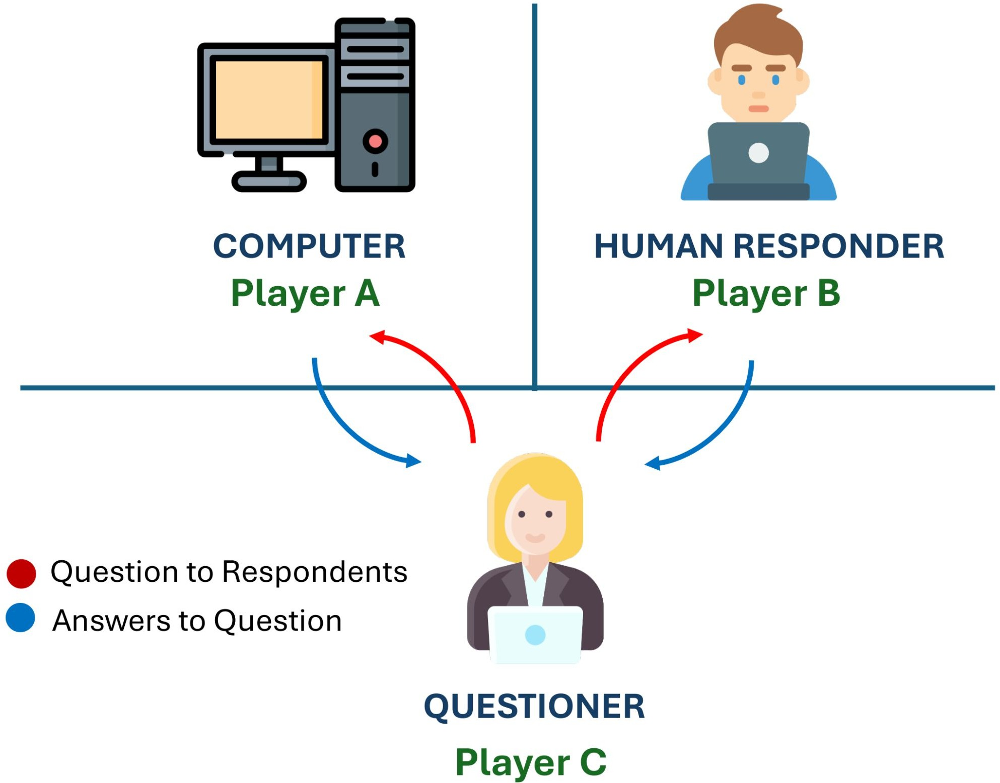 COMPUTER
Player A
HUMAN RESPONDER
Player B
Question to Respondents
Answers to Question
QUESTIONER
Player C